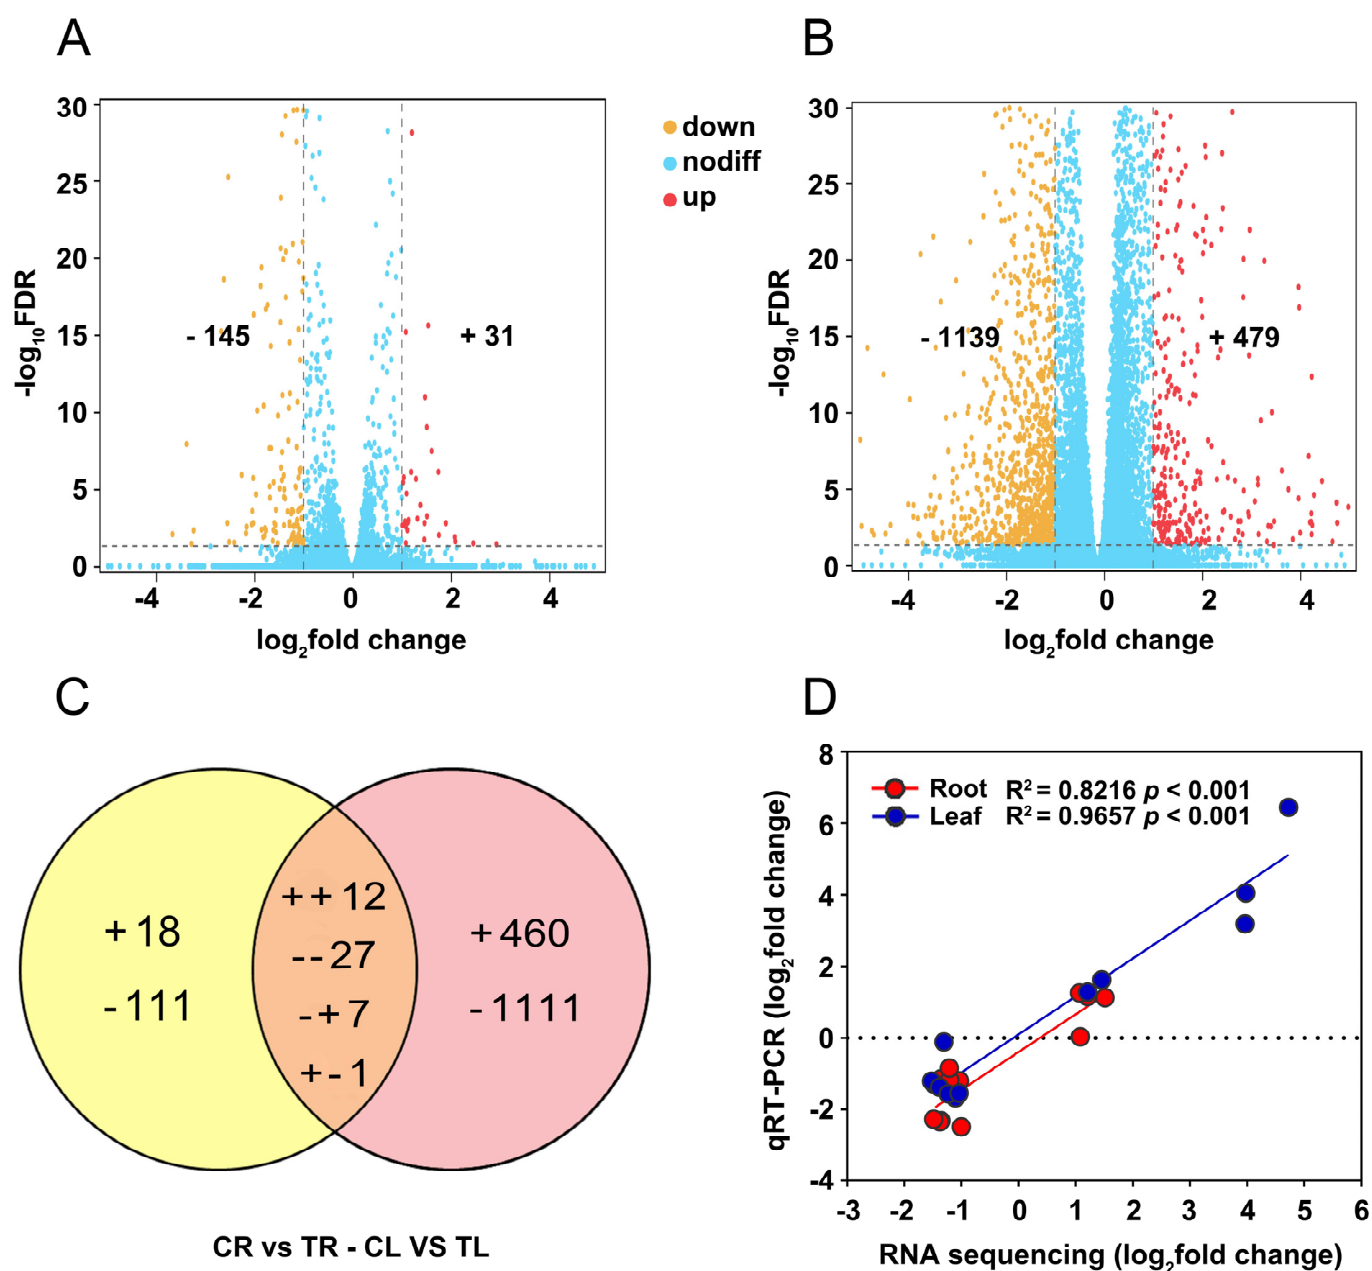 A
B
30
25
20
15
10
5
0
-log10FDR
- 145
+ 31
-4
-2
0
2
4
log2fold change
down
nodiff
up
30
25
20
15
10
5
0
-log10FDR
- 1139
+ 479
-4
-2
0
2
4
log2fold change
C
D
+18
-111
++12
--27
-+7
+-1
+460
-1111
CR vs TR - CL VS TL
8
6
4
2
0
-2
-4
qRT-PCR (log2fold change)
Root R2 = 0.8216 p < 0.001
Leaf R2 = 0.9657 p < 0.001
-3 -2 -1 0 1 2 3 4 5 6
RNA sequencing (log2fold change)